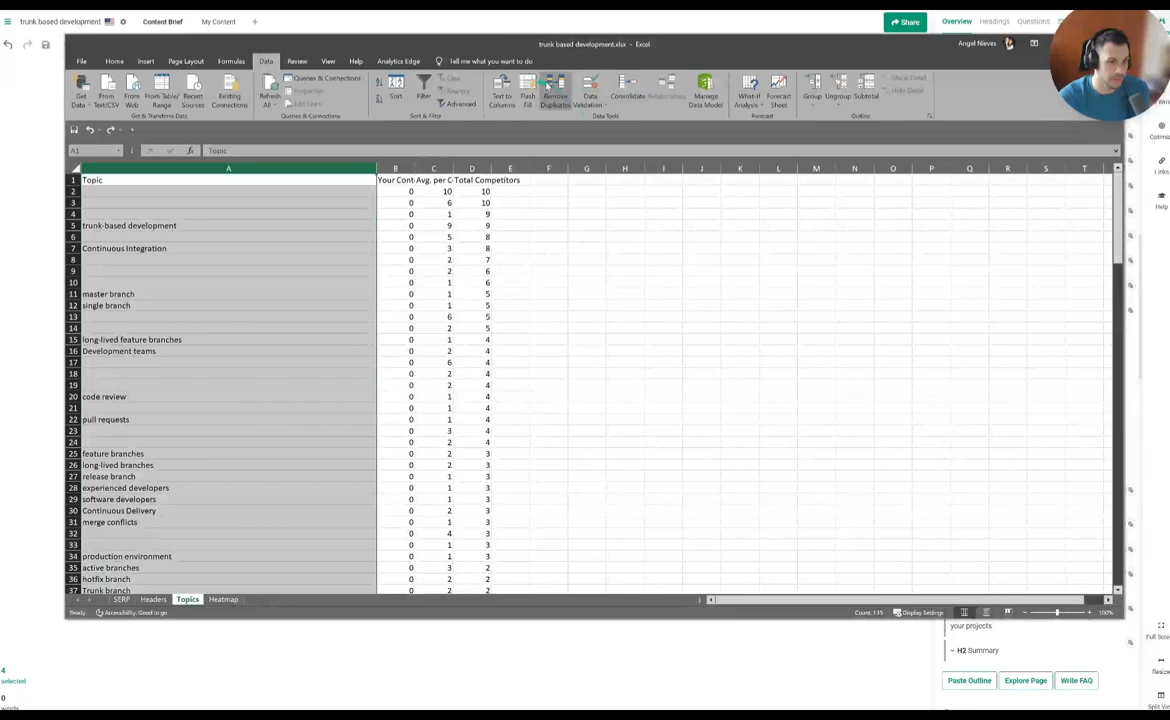 trunk based development
Content Brief
My Content
Share
Overview
Headings
Questions
trunk based development.xlsx - Excel
Angel Nieves
File
Home
Insert
Page Layout
Formulas
Data
Review
View
Help
Analytics Edge
Tell me what you want to do
Get Data
From Text/CSV
From Web
From Table/ Range
Recent Sources
Existing Connections
Get & Transform Data
Refresh All
Queries & Connections
Properties
Edit Links
Queries & Connections
Sort
Filter
Clear
Reapply
Advanced
Sort & Filter
Text to Columns
Flash Fill
Remove Duplicates
Data Validation
Consolidate
Relationships
Manage Data Model
Data Tools
What-If Analysis
Forecast Sheet
Forecast
Group
Ungroup
Subtotal
Show Detail
Hide Detail
Outline
A1
fx
Topic
A B C D E F G H I J K L M N O P Q R S T
1 Topic Your Cont Avg. per C Total Competitors
2 0 10 10
3 0 6 10
4 0 1 9
5 trunk-based development 0 9 9
6 0 5 8
7 Continuous Integration 0 3 8
8 0 2 7
9 0 2 6
10 0 1 6
11 master branch 0 1 5
12 single branch 0 1 5
13 0 6 5
14 0 2 5
15 long-lived feature branches 0 1 4
16 Development teams 0 2 4
17 0 6 4
18 0 2 4
19 0 2 4
20 code review 0 1 4
21 0 1 4
22 pull requests 0 1 4
23 0 3 4
24 0 2 4
25 feature branches 0 2 3
26 long-lived branches 0 2 3
27 release branch 0 1 3
28 experienced developers 0 1 3
29 software developers 0 1 3
30 Continuous Delivery 0 2 3
31 merge conflicts 0 1 3
32 0 4 3
33 0 1 3
34 production environment 0 1 3
35 active branches 0 3 2
36 hotfix branch 0 2 2
37 Trunk branch 0 2 2
SERP
Headers
Topics
Heatmap
Ready
Accessibility: Good to go
Count: 135
Display Settings
100%
Optimiz
Links
Help
your projects
H2 Summary
Paste Outline
Explore Page
Write FAQ
4
selected
0
words
Full Scre
Resize
Split Vie